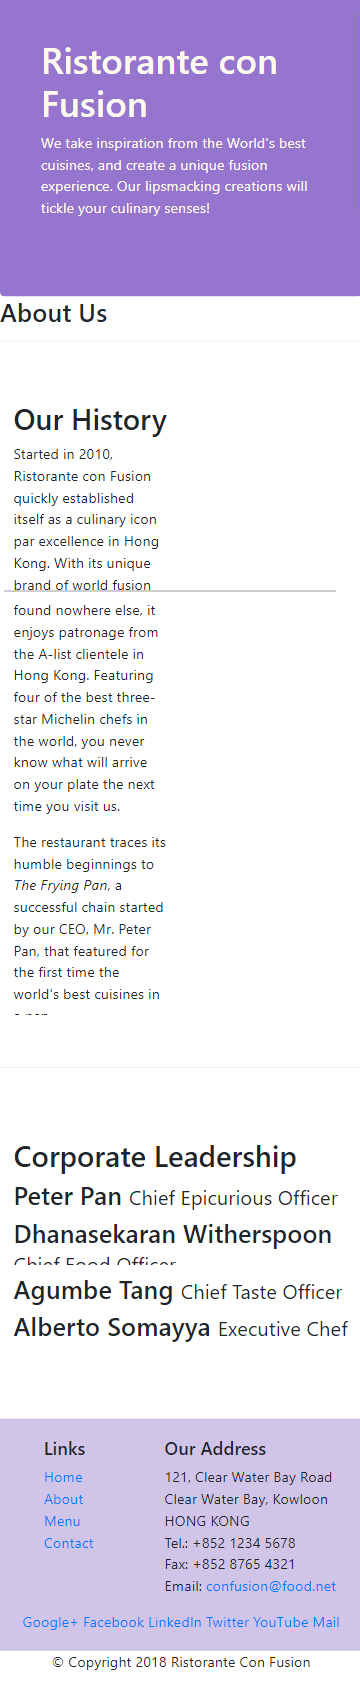 Ristorante con
Fusion
We take inspiration from the World's best
cuisines, and create a unique fusion
experience. Our lipsmacking creations will
tickle your culinary senses!
About Us
Our History
Started in 2010,
Ristorante con Fusion
quickly established
itself as a culinary icon
par excellence in Hong
Kong. With its unique
brand of world fusion
found nowhere else, it
enjoys patronage from
the A-list clientele in
Hong Kong. Featuring
four of the best three-
star Michelin chefs in
the world, you never
know what will arrive
on your plate the next
time you visit us.
The restaurant traces its
humble beginnings to
The Frying Pan, a
successful chain started
by our CEO, Mr. Peter
Pan, that featured for
the first time the
world's best cuisines in
Corporate Leadership
Peter Pan Chief Epicurious Officer
Dhanasekaran Witherspoon
Chief Food Officer
Agumbe Tang Chief Taste Officer
Alberto Somayya Executive Chef
Links
Home
About
Menu
Contact
Our Address
121, Clear Water Bay Road
Clear Water Bay, Kowloon
HONG KONG
Tel.: +852 1234 5678
Fax: +852 8765 4321
Email: confusion@food.net
Google+ Facebook LinkedIn Twitter YouTube Mail
© Copyright 2018 Ristorante Con Fusion